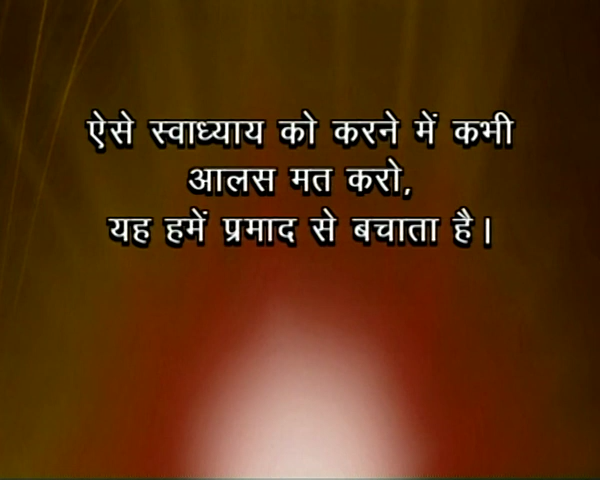 ऐसे स्वाध्याय को करने में कभी
आलस मत करो,
यह हमें प्रमाद से बचाता है।